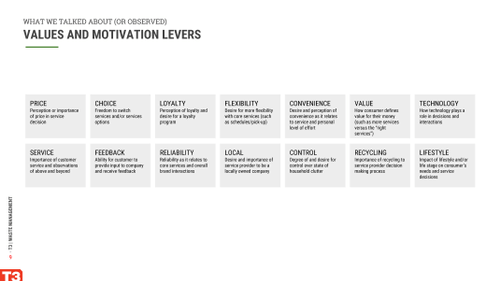 WHAT WE TALKED ABOUT (OR OBSERVED)
VALUES AND MOTIVATION LEVERS
PRICE
Perception or importance
of price in service
decision
CHOICE
Freedom to switch
services and/or services
options
LOYALTY
Perception of loyalty and
desire for a loyalty
program
FLEXIBILITY
Desire for more flexibility
with core services (such
as schedules/pick-up)
CONVENIENCE
Desire and perception of
convenience as it relates
to service and personal
level of effort
VALUE
How consumer defines
value for their money
(such as more services
versus the "right
services")
TECHNOLOGY
How technology plays a
role in decisions and
interactions
SERVICE
Importance of customer
service and observations
of above and beyond
FEEDBACK
Ability for customer to
provide input to company
and receive feedback
RELIABILITY
Reliability as it relates to
core services and overall
brand interactions
LOCAL
Desire and importance of
service provider to be a
locally owned company
CONTROL
Degree of and desire for
control over state of
household clutter
RECYCLING
Importance of recycling to
service provider decision
making process
LIFESTYLE
Impact of lifestyle and/or
life stage on consumer's
needs and service
decisions
T3 | WASTE MANAGEMENT
T3